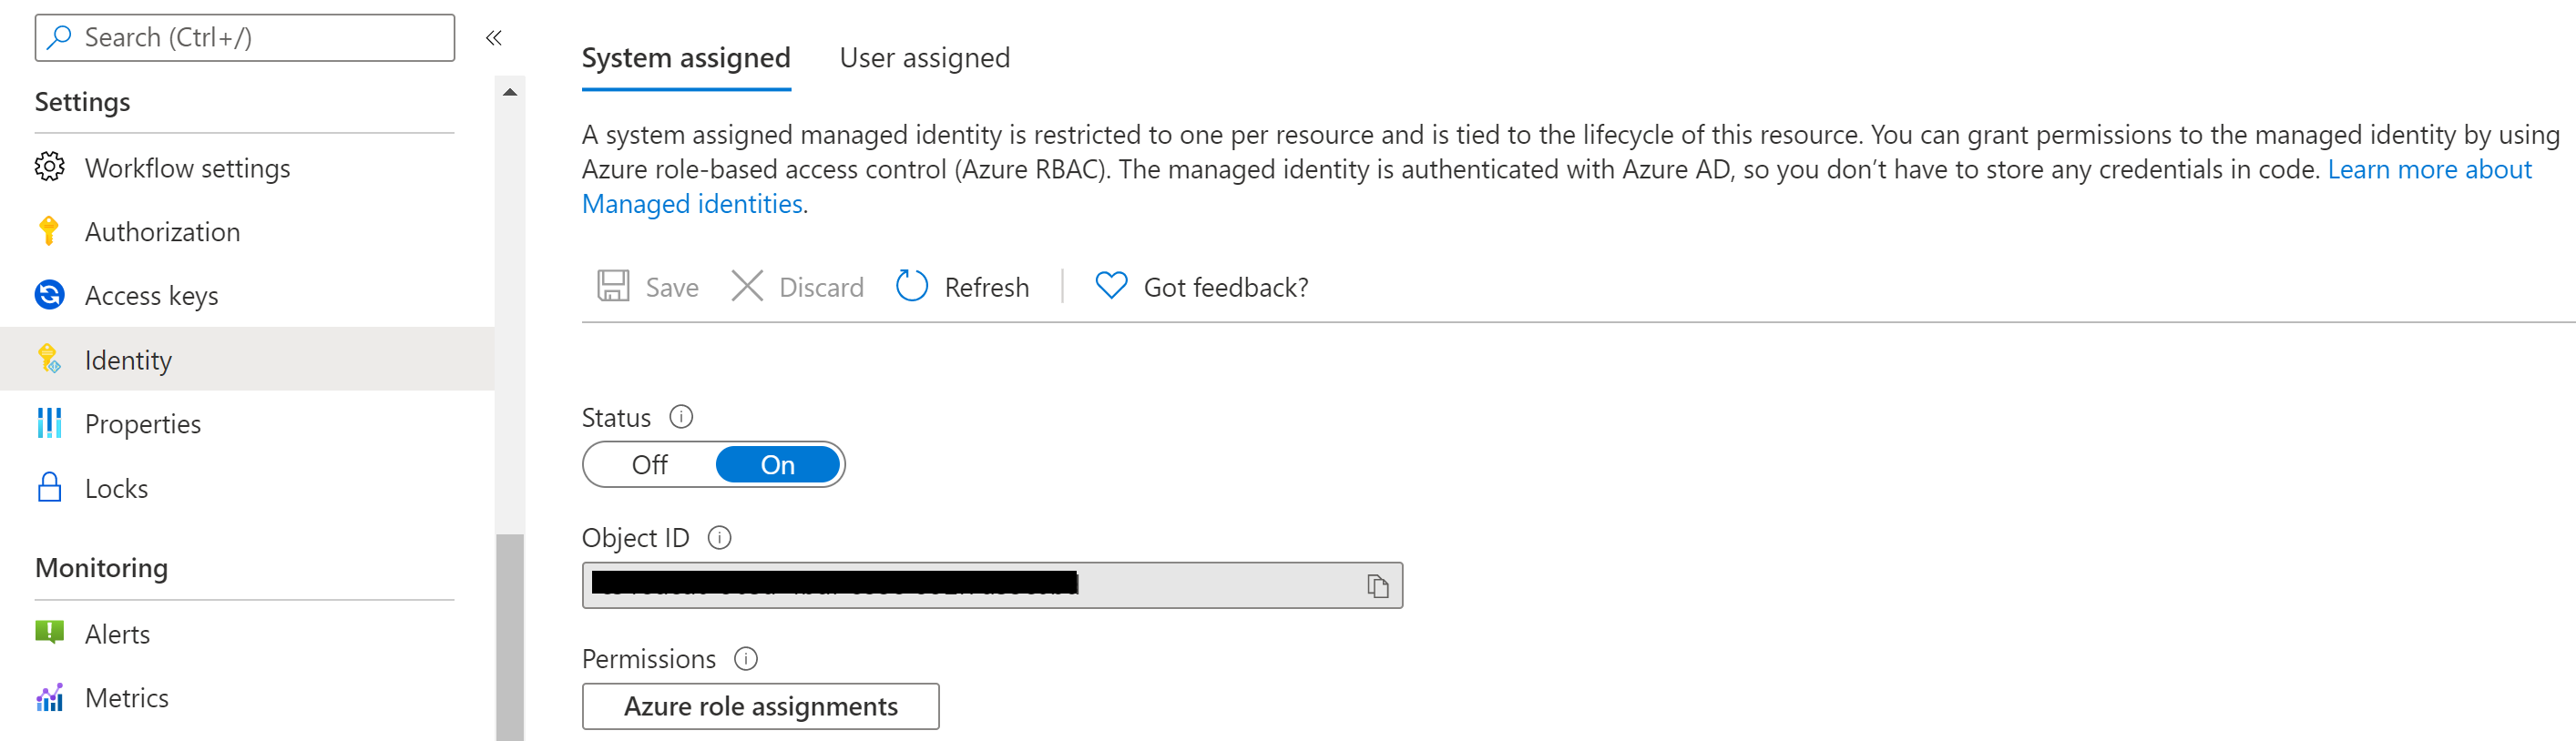 Search (Ctrl+/)
Settings
Workflow settings
Authorization
Access keys
Identity
Properties
Locks
Monitoring
Alerts
Metrics
System assigned User assigned
A system assigned managed identity is restricted to one per resource and is tied to the lifecycle of this resource. You can grant permissions to the managed identity by using
Azure role-based access control (Azure RBAC). The managed identity is authenticated with Azure AD, so you don’t have to store any credentials in code. Learn more about
Managed identities.
Save Discard Refresh Got feedback?
Status
Off On
Object ID
Permissions
Azure role assignments